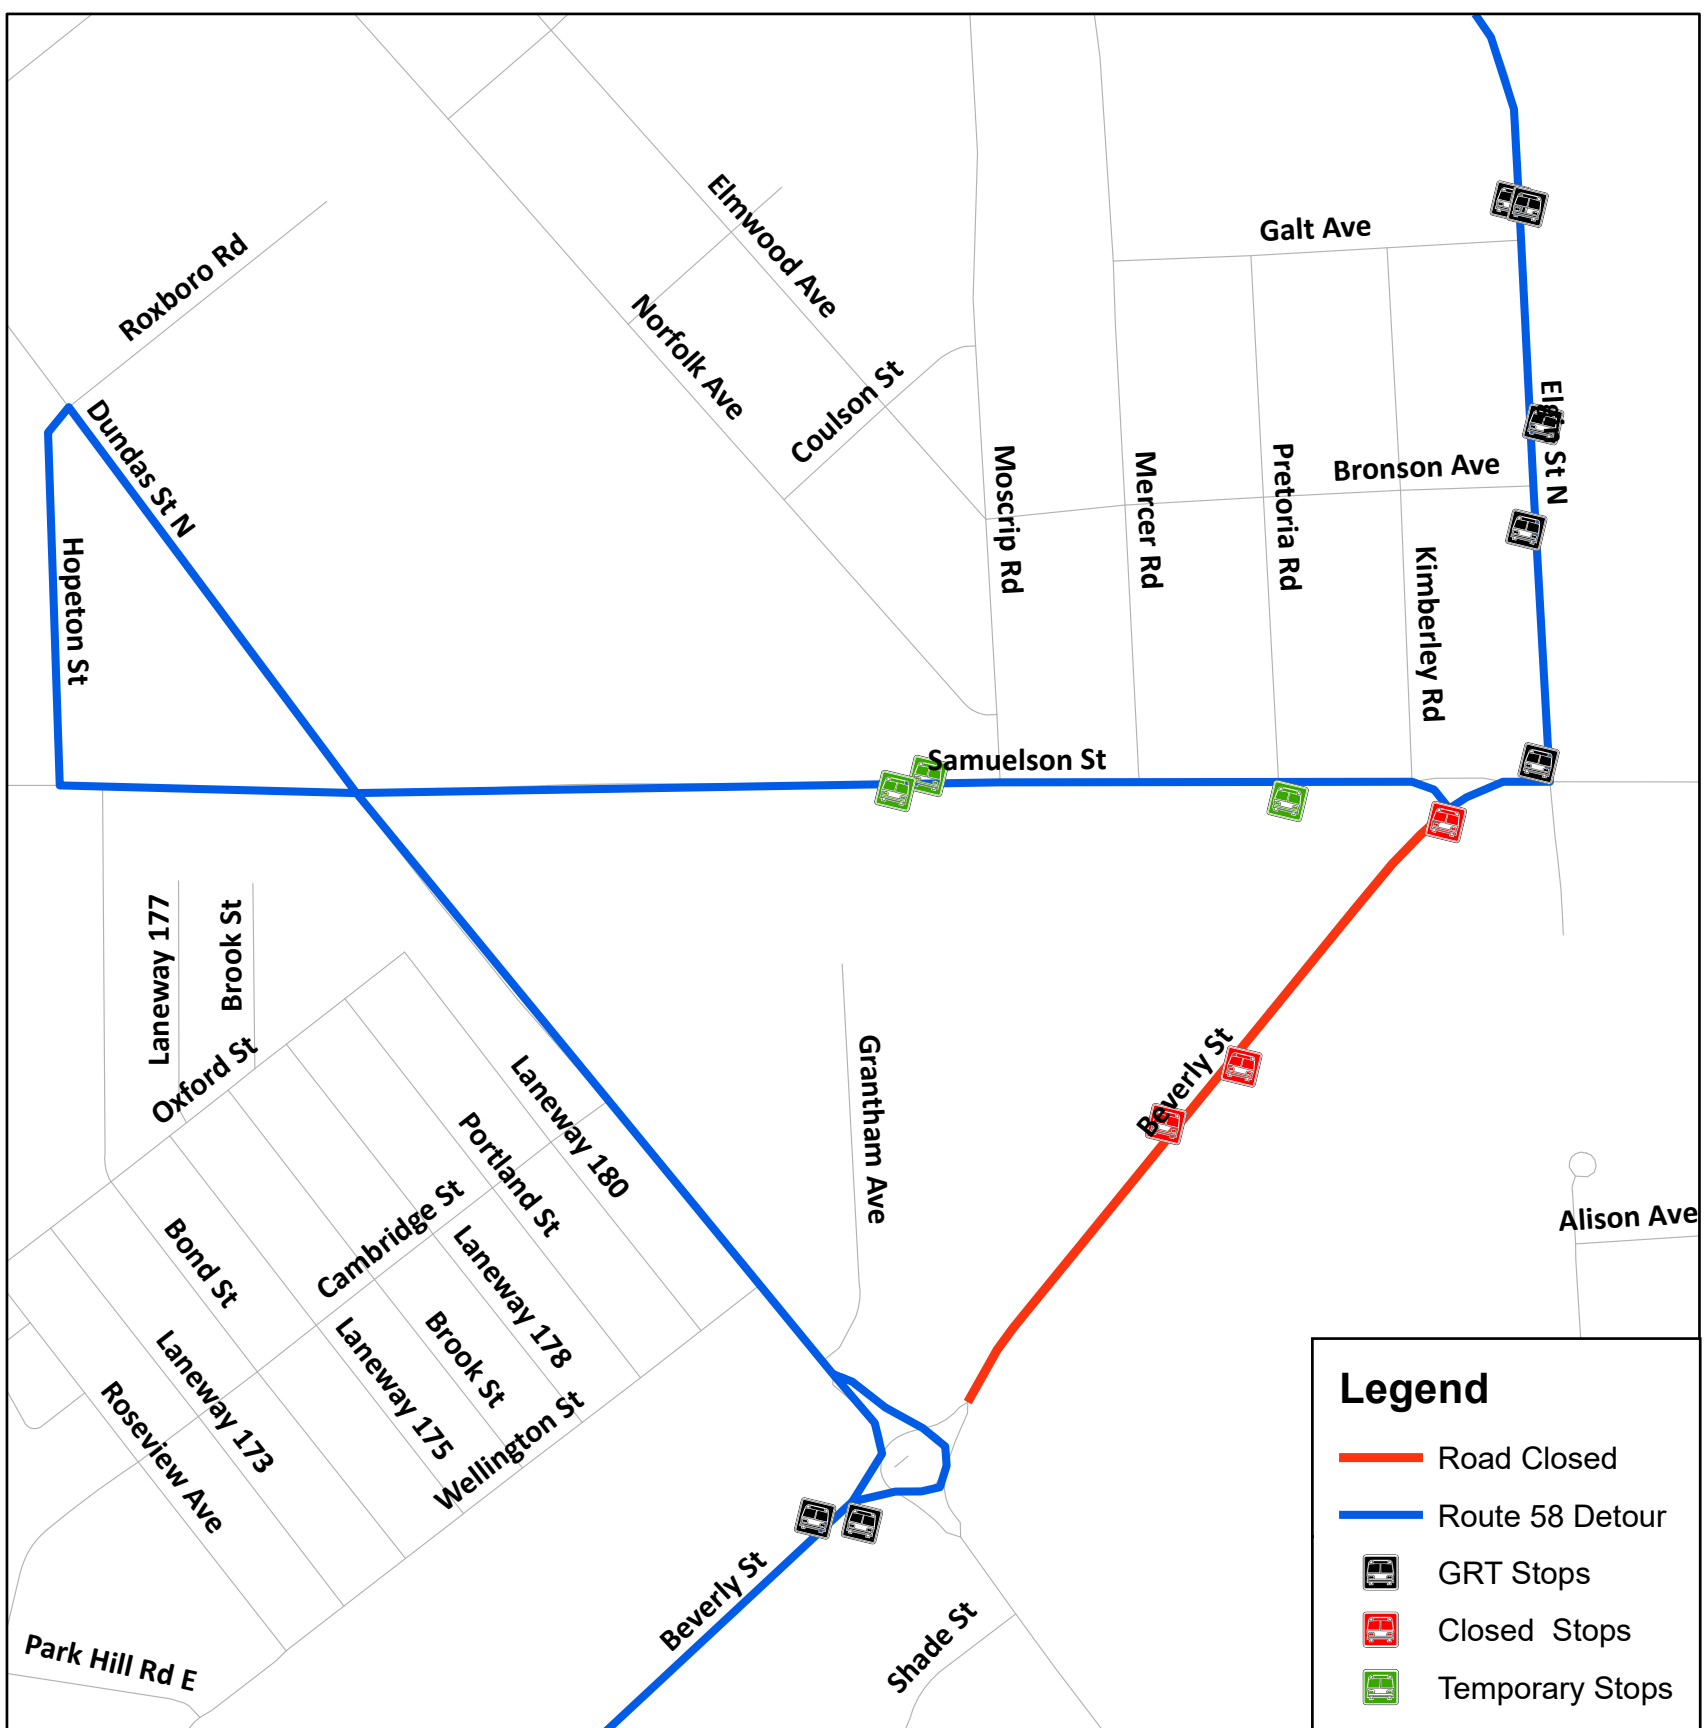 Elmwood Ave
Galt Ave
Roxboro Rd
Norfolk Ave
Coulson St
Elgin St N
Dundas St N
Moscrip Rd
Mercer Rd
Pretoria Rd
Bronson Ave
Hopeton St
Kimberley Rd
Samuelson St
Laneway 177
Brook St
Oxford St
Grantham Ave
Beverly St
Laneway 180
Portland St
Cambridge St
Alison Ave
Bond St
Laneway 178
Brook St
Laneway 175
Laneway 173
Roseview Ave
Wellington St
Beverly St
Shade St
Park Hill Rd E
Legend
Road Closed
Route 58 Detour
GRT Stops
Closed Stops
Temporary Stops